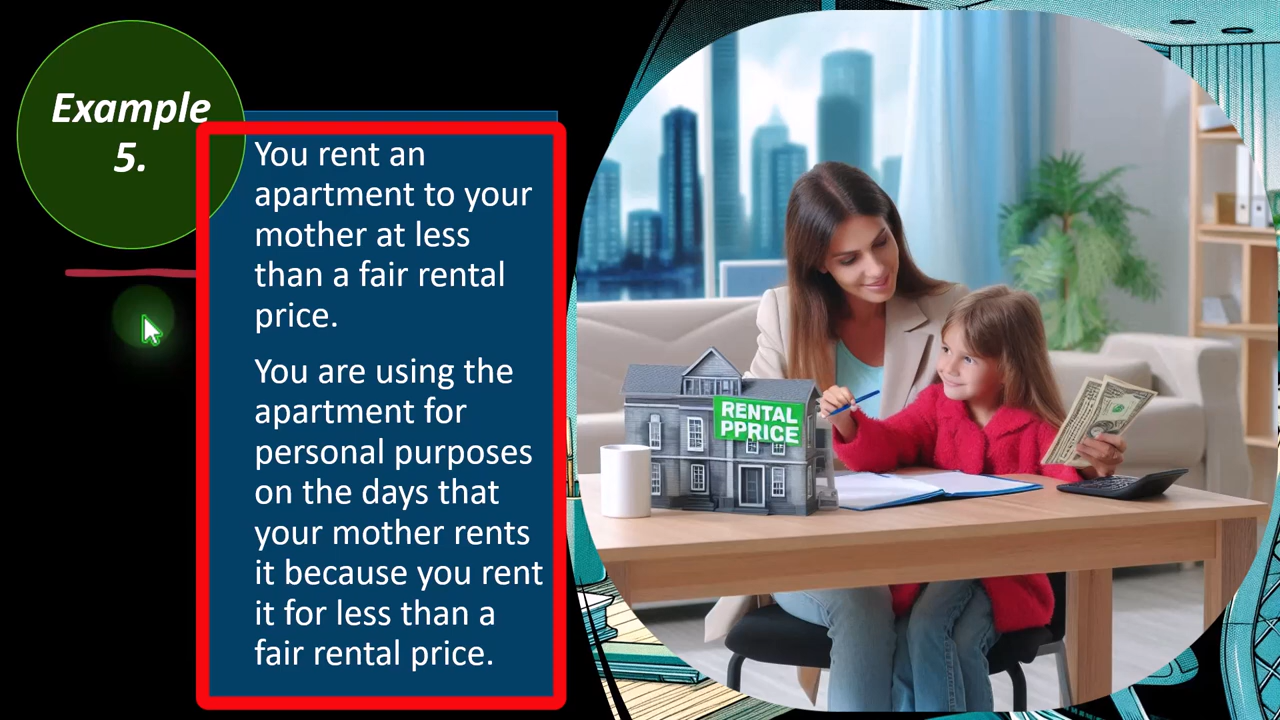 Example
5.
You rent an
apartment to your
mother at less
than a fair rental
price.
You are using the
apartment for
personal purposes
on the days that
your mother rents
it because you rent
it for less than a
fair rental price.
RENTAL
PPRICE